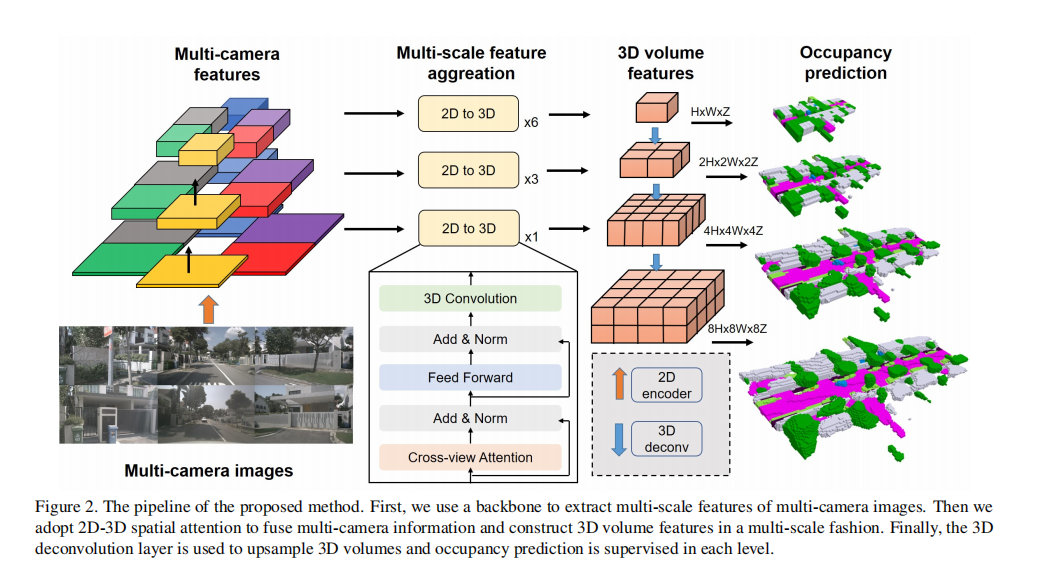 Multi-camera
features
Multi-scale feature
aggreation
3D volume
features
Occupancy
prediction
2D to 3D
x6
HxWxZ
2D to 3D
x3
2Hx2Wx2Z
2D to 3D
x1
4Hx4Wx4Z
3D Convolution
Add & Norm
Feed Forward
Add & Norm
Cross-view Attention
8Hx8Wx8Z
2D
encoder
3D
deconv
Multi-camera images
Figure 2. The pipeline of the proposed method. First, we use a backbone to extract multi-scale features of multi-camera images. Then we
adopt 2D-3D spatial attention to fuse multi-camera information and construct 3D volume features in a multi-scale fashion. Finally, the 3D
deconvolution layer is used to upsample 3D volumes and occupancy prediction is supervised in each level.